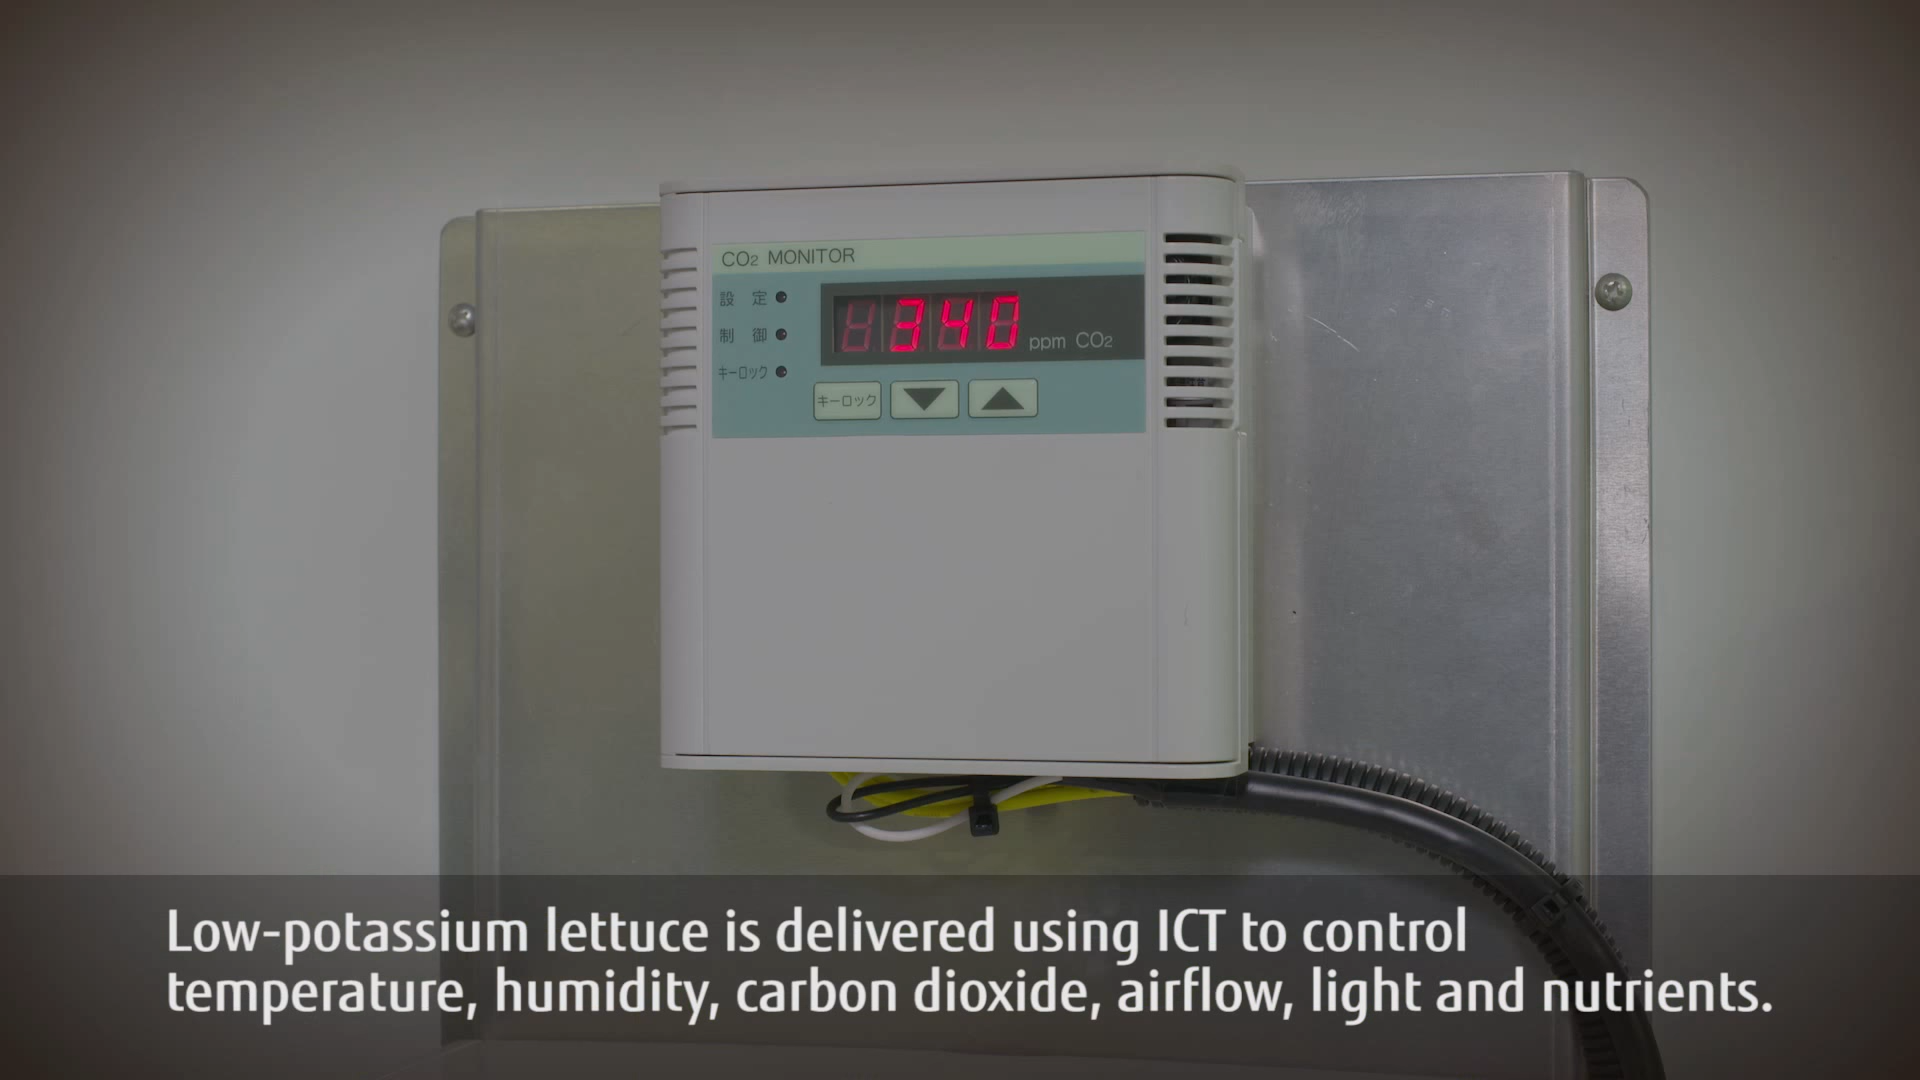 CO₂ MONITOR
設 定
制 御
キーロック
340
ppm CO₂
キーロック
Low-potassium lettuce is delivered using ICT to control
temperature, humidity, carbon dioxide, airflow, light and nutrients.